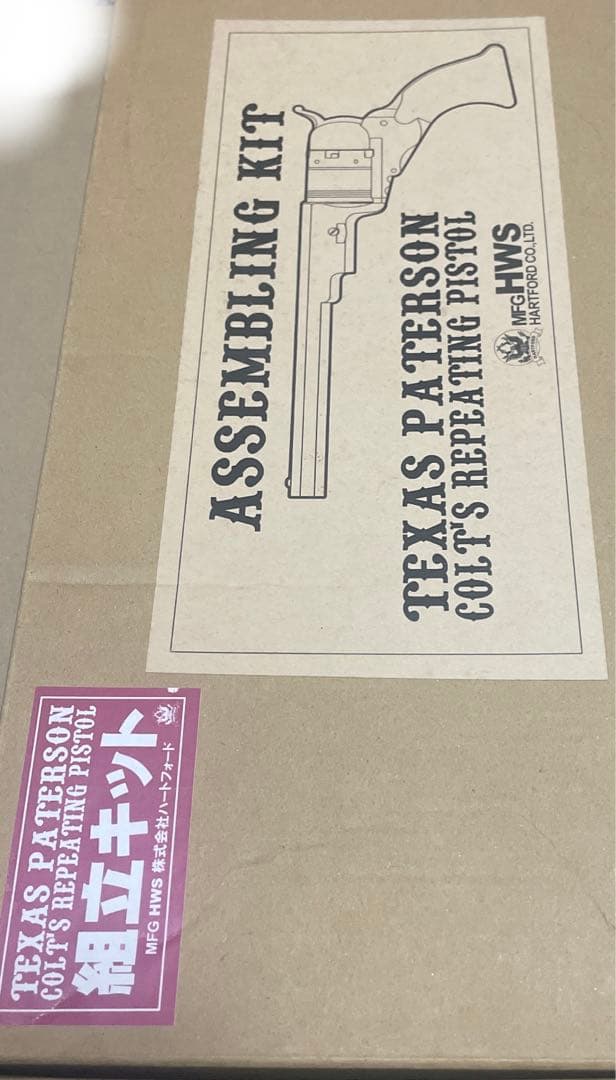 ASSEMBLING KIT
TEXAS PATERSON
COLT'S REPEATING PISTOL
MFG HWS
HARTFORD CO.,LTD.
TEXAS PATERSON
COLT'S REPEATING PISTOL
組立キット
MFG HWS 株式会社ハートフォード